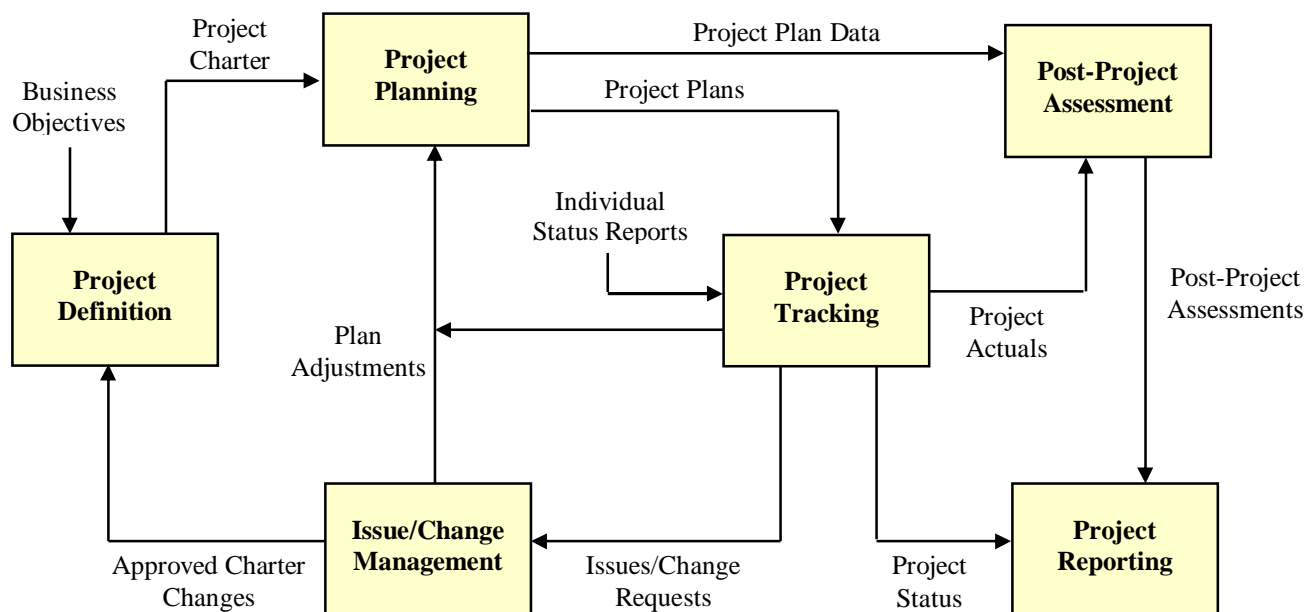 Project
Charter
Project
Planning
Project Plan Data
Project Plans
Post-Project
Assessment
Business
Objectives
Individual
Status Reports
Project
Definition
Project
Tracking
Project
Actuals
Post-Project
Assessments
Plan
Adjustments
Issue/Change
Management
Approved Charter
Changes
Issues/Change
Requests
Project
Status
Project
Reporting